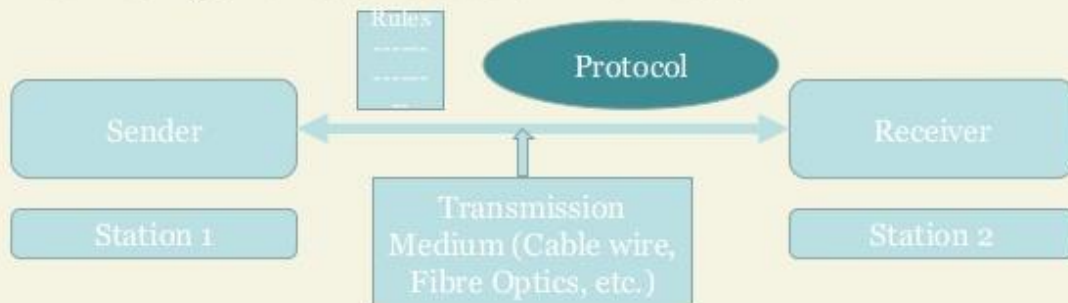 Rules
------
------
–
Protocol
Sender
Receiver
Station 1
Transmission
Medium (Cable wire,
Fibre Optics, etc.)
Station 2